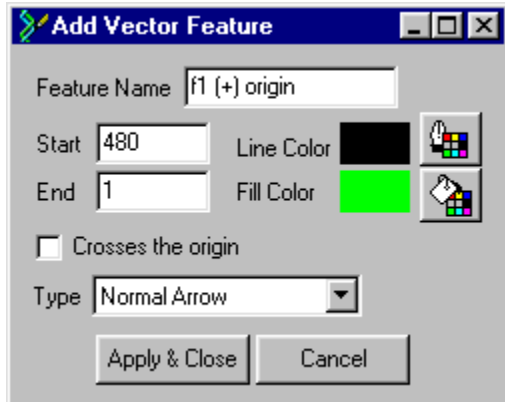 Add Vector Feature
Feature Name f1 (+) origin
Start 480 Line Color
End 1 Fill Color
Crosses the origin
Type Normal Arrow
Apply & Close Cancel